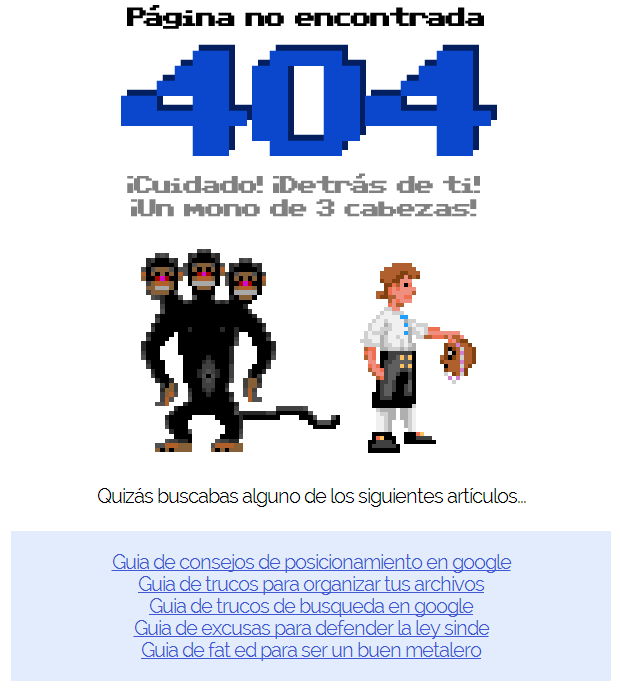 Página no encontrada
404
¡Cuidado! ¡Detrás de ti!
¡Un mono de 3 cabezas!
Quizás buscabas alguno de los siguientes artículos...
Guia de consejos de posicionamiento en google
Guia de trucos para organizar tus archivos
Guia de trucos de busqueda en google
Guia de excusas para defender la ley sinde
Guia de fat ed para ser un buen metalero